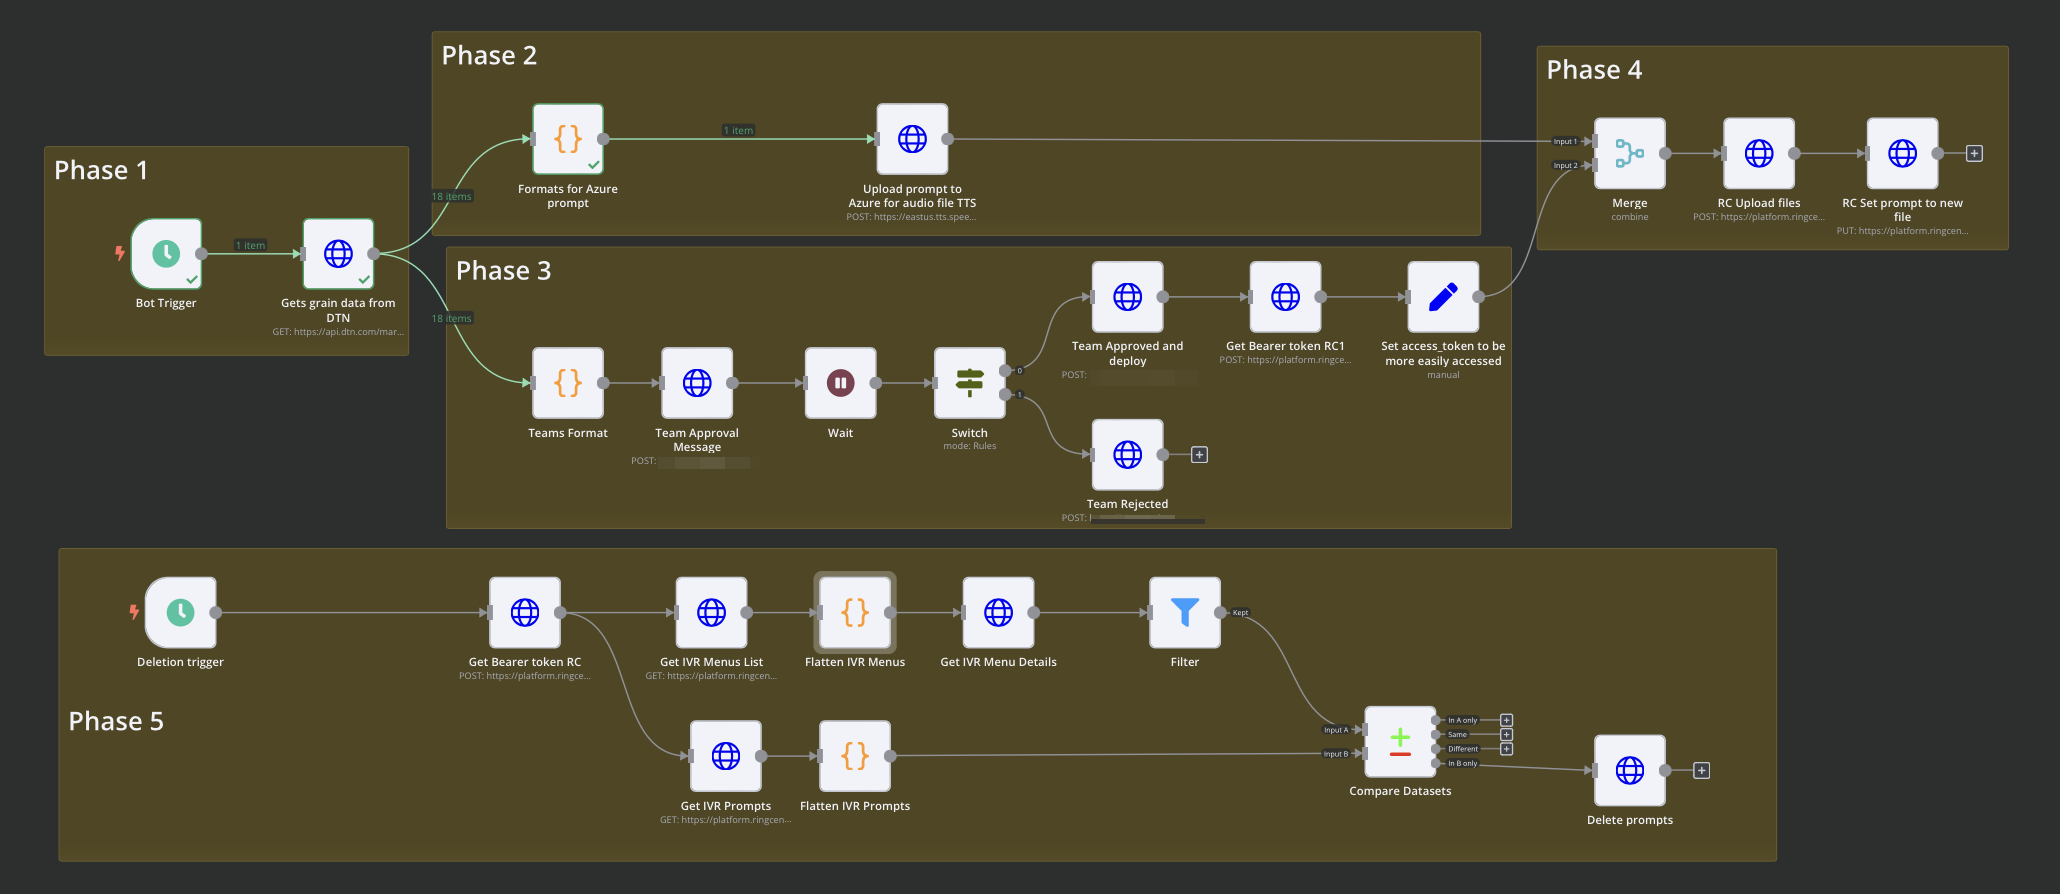 Phase 1
Bot Trigger
1 item
Gets grain data from
DTN
GET: https://api.dtn.com/mar...
18 items
18 items
Phase 2
Formats for Azure
prompt
1 item
Upload prompt to
Azure for audio file TTS
POST: https://eastus.tts.spee...
Phase 3
Teams Format
Team Approval
Message
POST:
Wait
Switch
mode: Rules
0
1
Team Approved and
deploy
POST:
Get Bearer token RC1
POST: https://platform.ringce...
Set access_token to be
more easily accessed
manual
Team Rejected
POST:
Phase 4
Input 1
Input 2
Merge
combine
RC Upload files
POST: https://platform.ringce...
RC Set prompt to new
file
PUT: https://platform.ringcen...
Phase 5
Deletion trigger
Get Bearer token RC
POST: https://platform.ringce...
Get IVR Menus List
GET: https://platform.ringcen...
Flatten IVR Menus
Get IVR Menu Details
Filter
Kept
Get IVR Prompts
GET: https://platform.ringcen...
Flatten IVR Prompts
Input A
Input B
Compare Datasets
In A only
Same
Different
In B only
Delete prompts